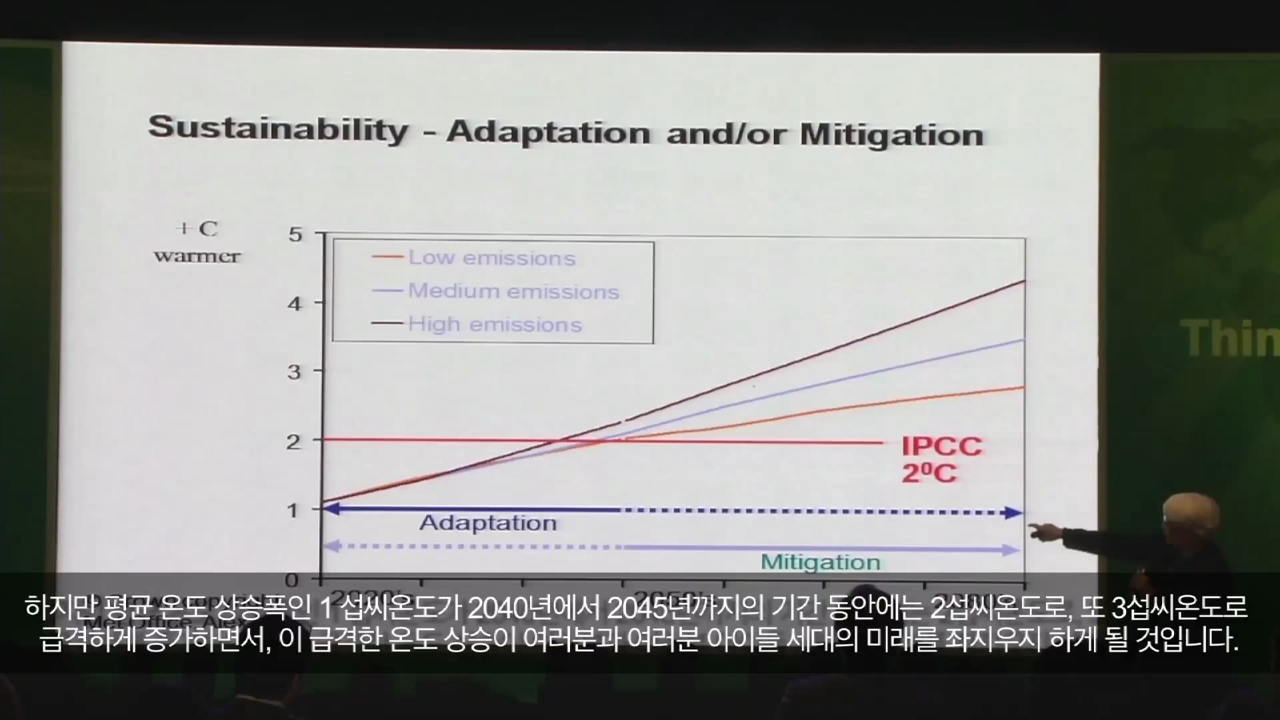 Sustainability - Adaptation and/or Mitigation
+ C
warmer
5
4
3
2
1
0
Low emissions
Medium emissions
High emissions
IPCC
2⁰C
Adaptation
Mitigation
Thin
하지만 평균 온도 상승폭인 1 섭씨온도가 2040년에서 2045년까지의 기간 동안에는 2섭씨온도로, 또 3섭씨온도로
급격하게 증가하면서, 이 급격한 온도 상승이 여러분과 여러분 아이들 세대의 미래를 좌지우지 하게 될 것입니다.